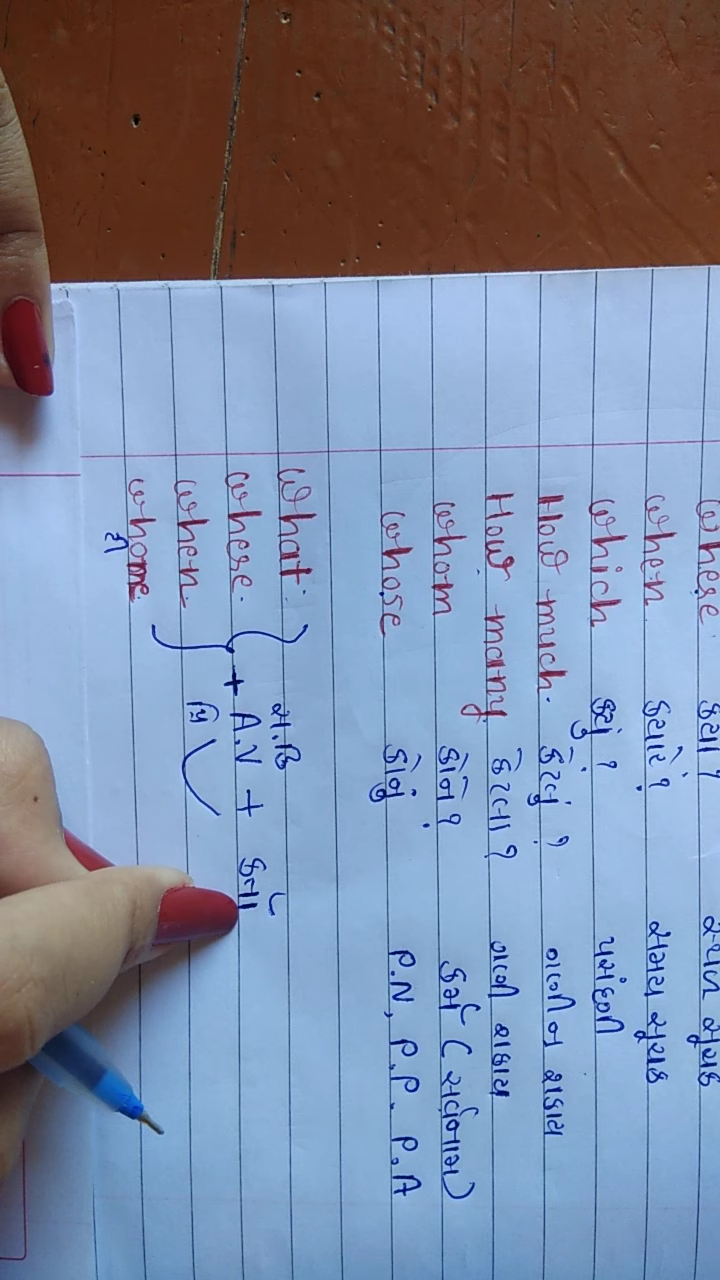 where ક્યાં? સ્થળ સૂચક
when ક્યારે? સમય સૂચક
which કયું? પસંદગી
How much. કેટલું? ગણી ન શકાય
How many કેટલા? ગણી શકાય
whom કોને? કર્મ (સર્વનામ)
whose કોનું P.N, P.P. P.A
What:
where. + A.V + કર્તા
when.
whom